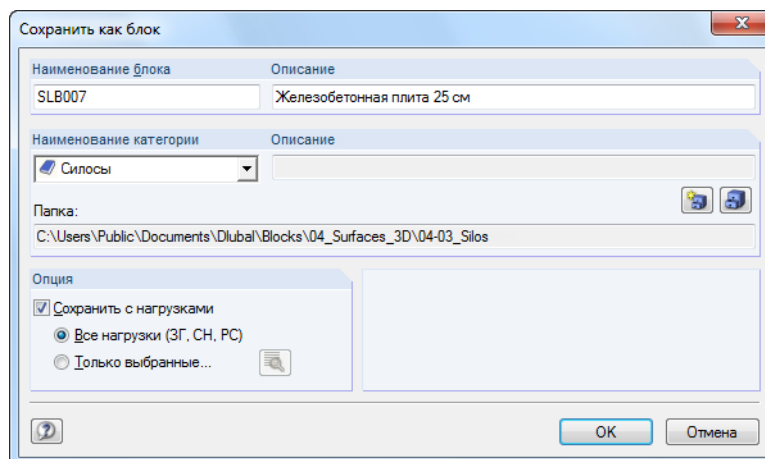 Сохранить как блок
Наименование блока Описание
SLB007 Железобетонная плита 25 см
Наименование категории Описание
Силосы
Папка:
C:\Users\Public\Documents\Dlubal\Blocks\04_Surfaces_3D\04-03_Silos
Опция
Сохранить с нагрузками
Все нагрузки (ЗГ, СН, РС)
Только выбранные...
OK Отмена